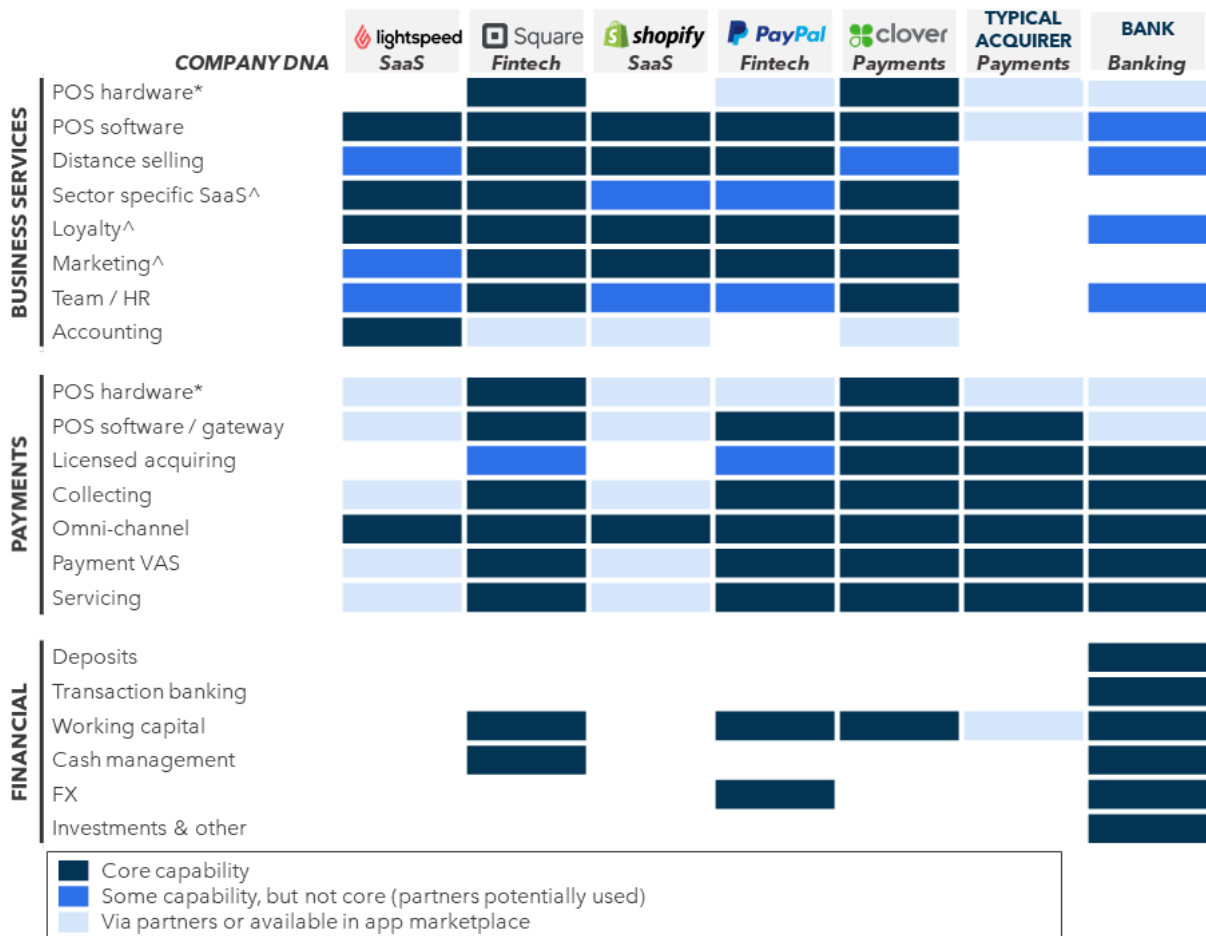 lightspeed Square shopify PayPal clover TYPICAL ACQUIRER BANK
COMPANY DNA SaaS Fintech SaaS Fintech Payments Payments Banking
BUSINESS SERVICES
POS hardware*
POS software
Distance selling
Sector specific SaaS^
Loyalty^
Marketing^
Team / HR
Accounting
PAYMENTS
POS hardware*
POS software / gateway
Licensed acquiring
Collecting
Omni-channel
Payment VAS
Servicing
FINANCIAL
Deposits
Transaction banking
Working capital
Cash management
FX
Investments & other
Core capability
Some capability, but not core (partners potentially used)
Via partners or available in app marketplace